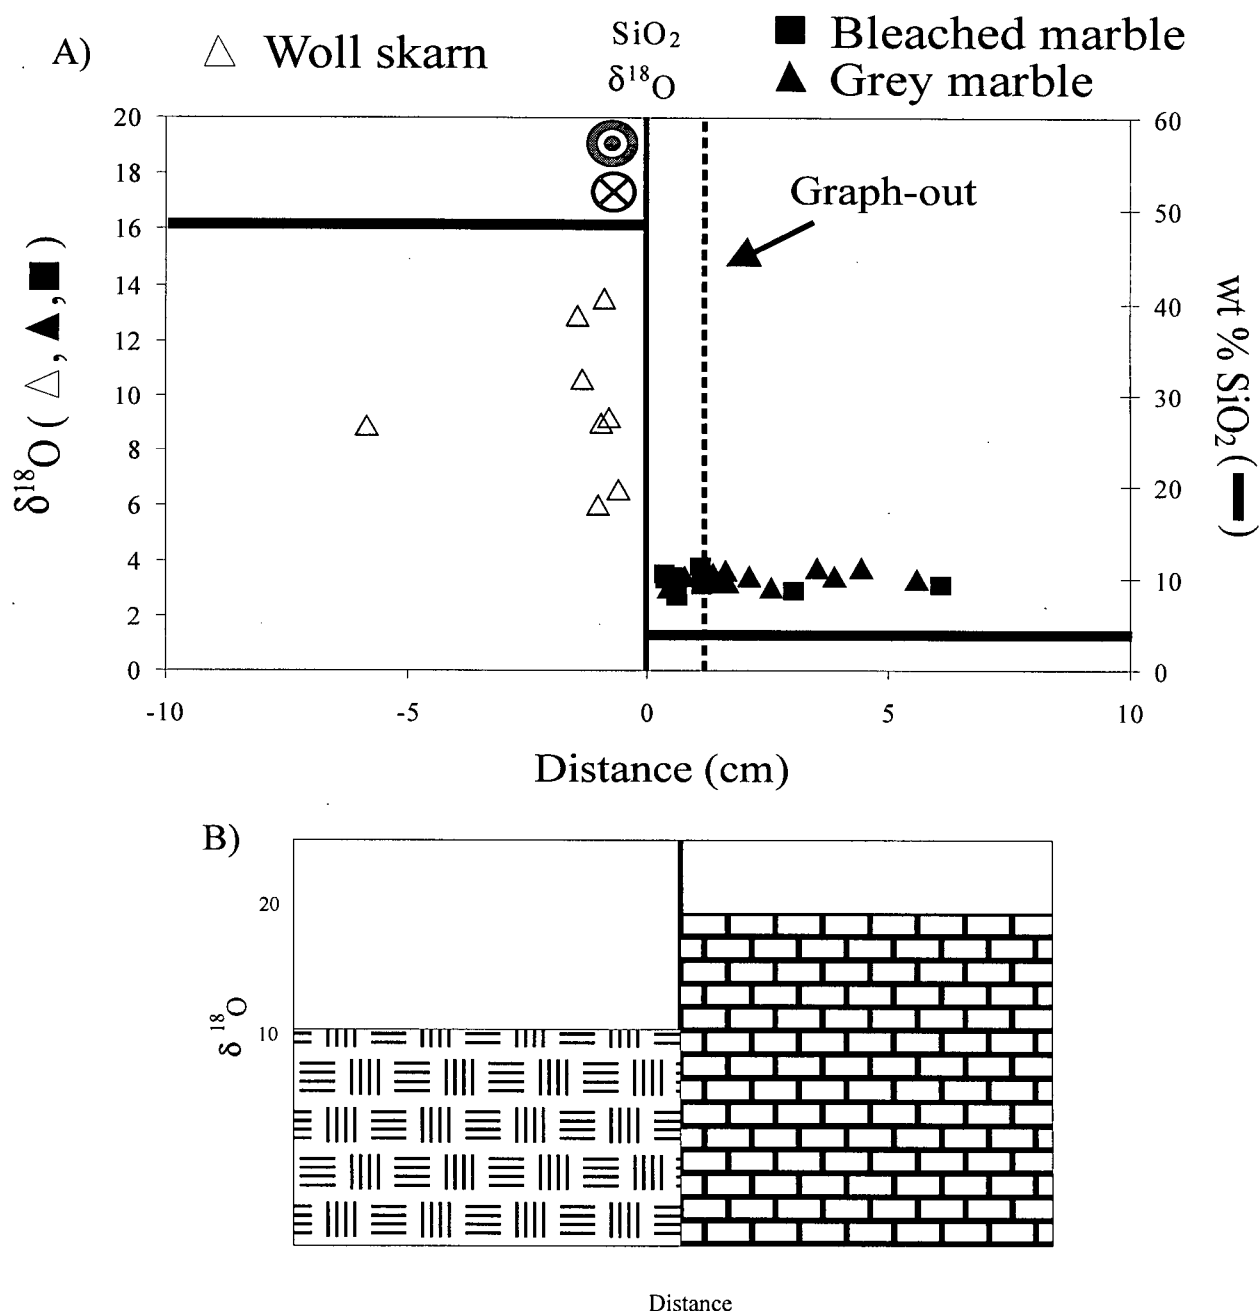 A)
△ Woll skarn
SiO₂
δ¹⁸O
■ Bleached marble
▲ Grey marble
20
18
16
14
12
10
8
6
4
2
0
δ¹⁸O (△, ▲, ■)
Graph-out
60
50
40
30
20
10
0
wt % SiO₂ (━)
-10
-5
0
5
10
Distance (cm)
B)
20
10
δ ¹⁸O
Distance